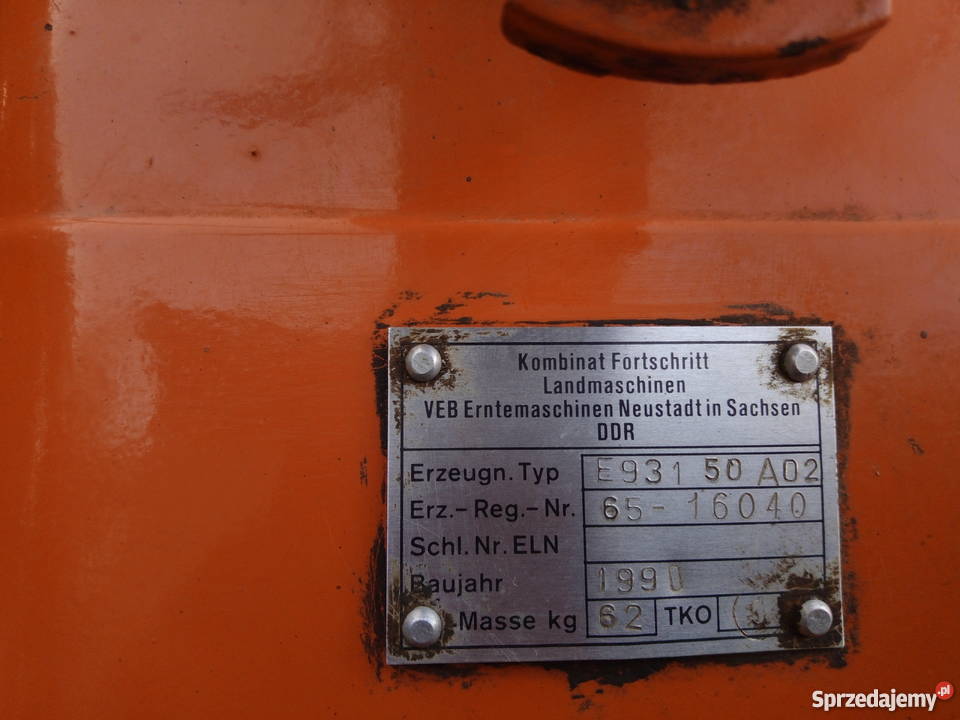 Kombinat Fortschritt
Landmaschinen
VEB Erntemaschinen Neustadt in Sachsen
DDR
Erzeugn. Typ E931 50 A02
Erz.-Reg.-Nr. 65-16040
Schl. Nr. ELN
Baujahr 1990
Masse kg 62 TKO
Sprzedajemy.pl